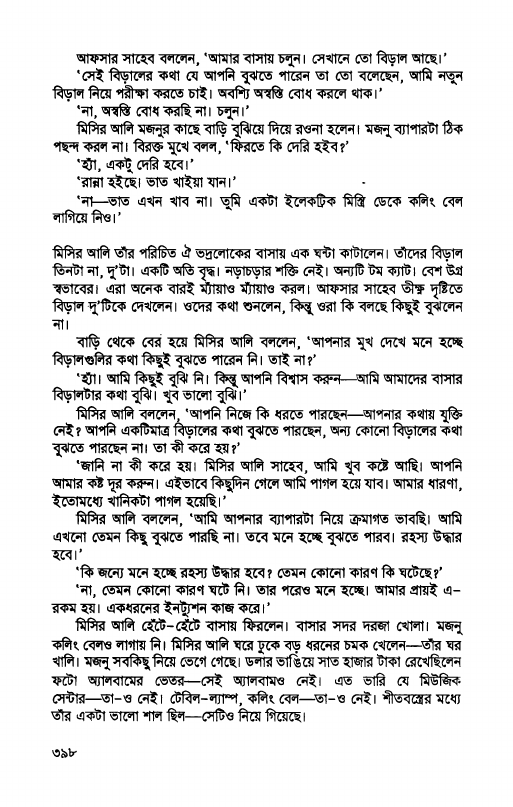 আফসার সাহেব বললেন, ‘আমার বাসায় চলুন। সেখানে তো বিড়াল আছে।’
‘সেই বিড়ালের কথা যে আপনি বুঝতে পারেন তা তো বলেছেন, আমি নতুন
বিড়াল নিয়ে পরীক্ষা করতে চাই। অবশ্যি অস্বস্তি বোধ করলে থাক।’
‘না, অস্বস্তি বোধ করছি না। চলুন।’
মিসির আলি মজনুর কাছে বাড়ি বুঝিয়ে দিয়ে রওনা হলেন। মজনু ব্যাপারটা ঠিক
পছন্দ করল না। বিরক্ত মুখে বলল, ‘ফিরতে কি দেরি হইব?’
‘হ্যাঁ, একটু দেরি হবে।’
‘রান্না হইছে। ভাত খাইয়া যান।’
‘না—ভাত এখন খাব না। তুমি একটা ইলেকট্রিক মিস্ত্রি ডেকে কলিং বেল
লাগিয়ে নিও।’
মিসির আলি তাঁর পরিচিত ঐ ভদ্রলোকের বাসায় এক ঘন্টা কাটালেন। তাঁদের বিড়াল
তিনটা না, দু’টা। একটি অতি বৃদ্ধ। নড়াচড়ার শক্তি নেই। অন্যটি টম ক্যাট। বেশ উগ্র
স্বভাবের। এরা অনেক বারই ম্যাঁয়াও ম্যাঁয়াও করল। আফসার সাহেব তীক্ষ্ণ দৃষ্টিতে
বিড়াল দু’টিকে দেখলেন। ওদের কথা শুনলেন, কিন্তু ওরা কি বলছে কিছুই বুঝলেন
না।
বাড়ি থেকে বের হয়ে মিসির আলি বললেন, ‘আপনার মুখ দেখে মনে হচ্ছে
বিড়ালগুলির কথা কিছুই বুঝতে পারেন নি। তাই না?’
‘হ্যাঁ। আমি কিছুই বুঝি নি। কিন্তু আপনি বিশ্বাস করুন—আমি আমাদের বাসার
বিড়ালটার কথা বুঝি। খুব ভালো বুঝি।’
মিসির আলি বললেন, ‘আপনি নিজে কি ধরতে পারছেন—আপনার কথায় যুক্তি
নেই? আপনি একটিমাত্র বিড়ালের কথা বুঝতে পারছেন, অন্য কোনো বিড়ালের কথা
বুঝতে পারছেন না। তা কী করে হয়?’
‘জানি না কী করে হয়। মিসির আলি সাহেব, আমি খুব কষ্টে আছি। আপনি
আমার কষ্ট দূর করুন। এইভাবে কিছুদিন গেলে আমি পাগল হয়ে যাব। আমার ধারণা,
ইতোমধ্যে খানিকটা পাগল হয়েছি।’
মিসির আলি বললেন, ‘আমি আপনার ব্যাপারটা নিয়ে ক্রমাগত ভাবছি। আমি
এখনো তেমন কিছু বুঝতে পারছি না। তবে মনে হচ্ছে বুঝতে পারব। রহস্য উদ্ধার
হবে।’
‘কি জন্যে মনে হচ্ছে রহস্য উদ্ধার হবে? তেমন কোনো কারণ কি ঘটেছে?’
‘না, তেমন কোনো কারণ ঘটে নি। তার পরেও মনে হচ্ছে। আমার প্রায়ই এ-
রকম হয়। একধরনের ইনট্যুশন কাজ করে।’
মিসির আলি হেঁটে-হেঁটে বাসায় ফিরলেন। বাসার সদর দরজা খোলা। মজনু
কলিং বেলও লাগায় নি। মিসির আলি ঘরে ঢুকে বড় ধরনের চমক খেলেন—তাঁর ঘর
খালি। মজনু সবকিছু নিয়ে ভেগে গেছে। ডলার ভাঙিয়ে সাত হাজার টাকা রেখেছিলেন
ফটো অ্যালবামের ভেতর—সেই অ্যালবামও নেই। এত ভারি যে মিউজিক
সেন্টার—তা-ও নেই। টেবিল-ল্যাম্প, কলিং বেল—তা-ও নেই। শীতবস্ত্রের মধ্যে
তাঁর একটা ভালো শাল ছিল—সেটিও নিয়ে গিয়েছে।
৩৯৮